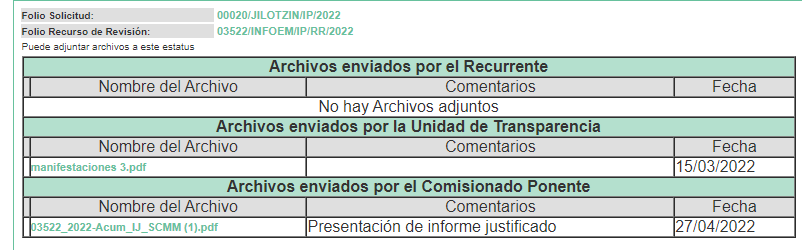 Folio Solicitud: 00020/JILOTZIN/IP/2022
Folio Recurso de Revisión: 03522/INFOEM/IP/RR/2022
Puede adjuntar archivos a este estatus
Archivos enviados por el Recurrente
Nombre del Archivo Comentarios Fecha
No hay Archivos adjuntos
Archivos enviados por la Unidad de Transparencia
Nombre del Archivo Comentarios Fecha
manifestaciones 3.pdf 15/03/2022
Archivos enviados por el Comisionado Ponente
Nombre del Archivo Comentarios Fecha
03522_2022-Acum_IJ_SCMM (1).pdf Presentación de informe justificado 27/04/2022